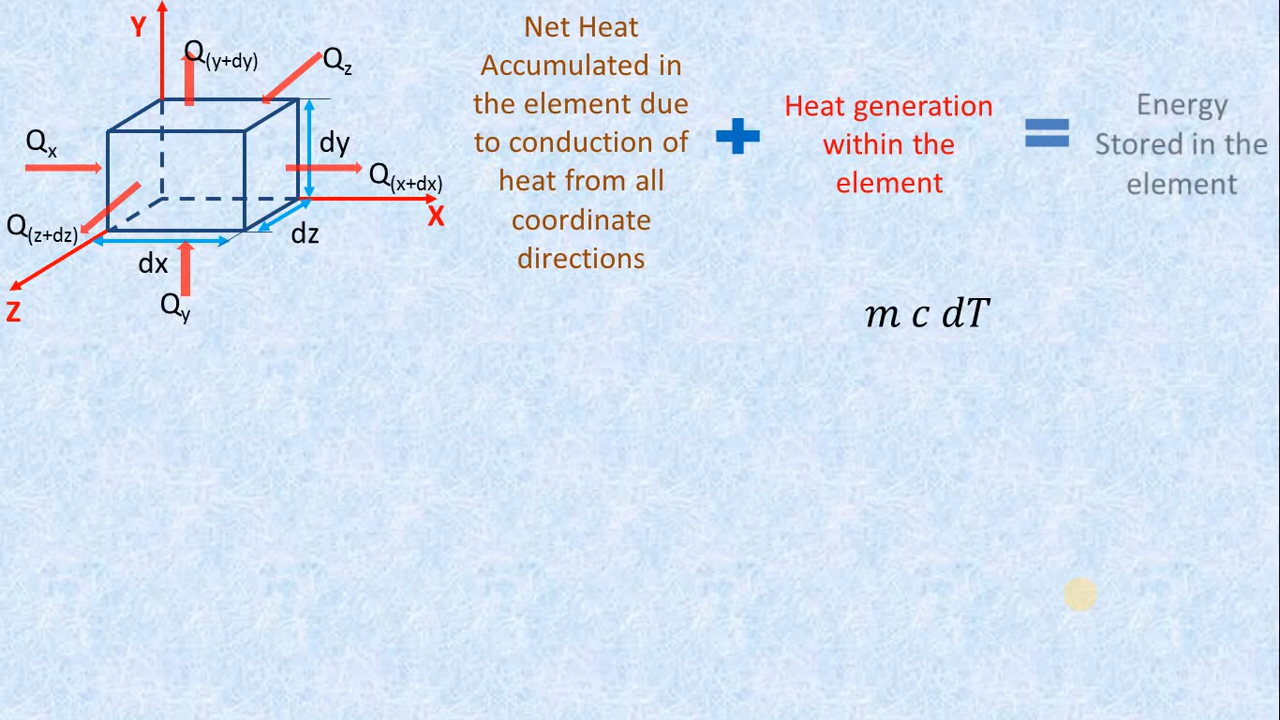 Y
Q(y+dy)
Qz
Qx
dy
Q(x+dx)
X
Q(z+dz)
dz
dx
Z
Qy
Net Heat
Accumulated in
the element due
to conduction of
heat from all
coordinate
directions
Heat generation
within the
element
Energy
Stored in the
element
m c dT